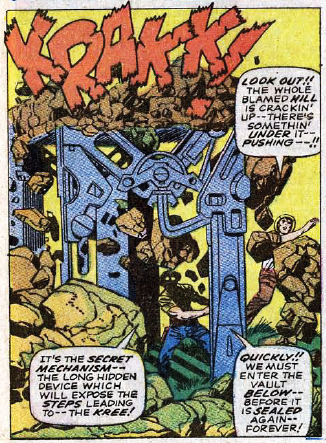 KRAKK!
LOOK OUT!!
THE WHOLE
BLAMED HILL
IS CRACKIN'
UP--THERE'S
SOMETHIN'
UNDER IT--
PUSHING--!!
IT'S THE SECRET
MECHANISM--
THE LONG HIDDEN
DEVICE WHICH
WILL EXPOSE THE
STEPS LEADING
TO--THE KREE!
QUICKLY!!
WE MUST
ENTER THE
VAULT
BELOW--
BEFORE IT
IS SEALED
AGAIN--
FOREVER!